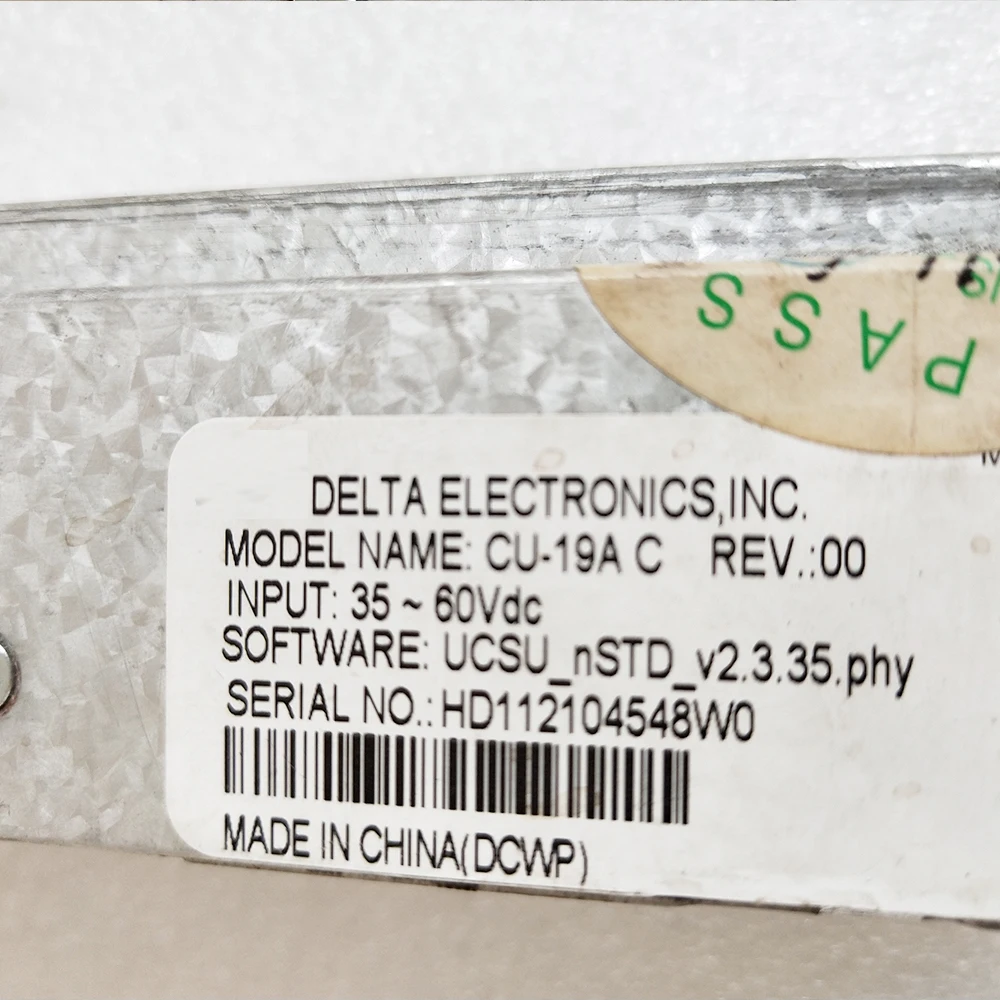 PASS
DELTA ELECTRONICS,INC.
MODEL NAME: CU-19A C REV.:00
INPUT: 35 ~ 60Vdc
SOFTWARE: UCSU_nSTD_v2.3.35.phy
SERIAL NO.: HD112104548W0
MADE IN CHINA(DCWP)